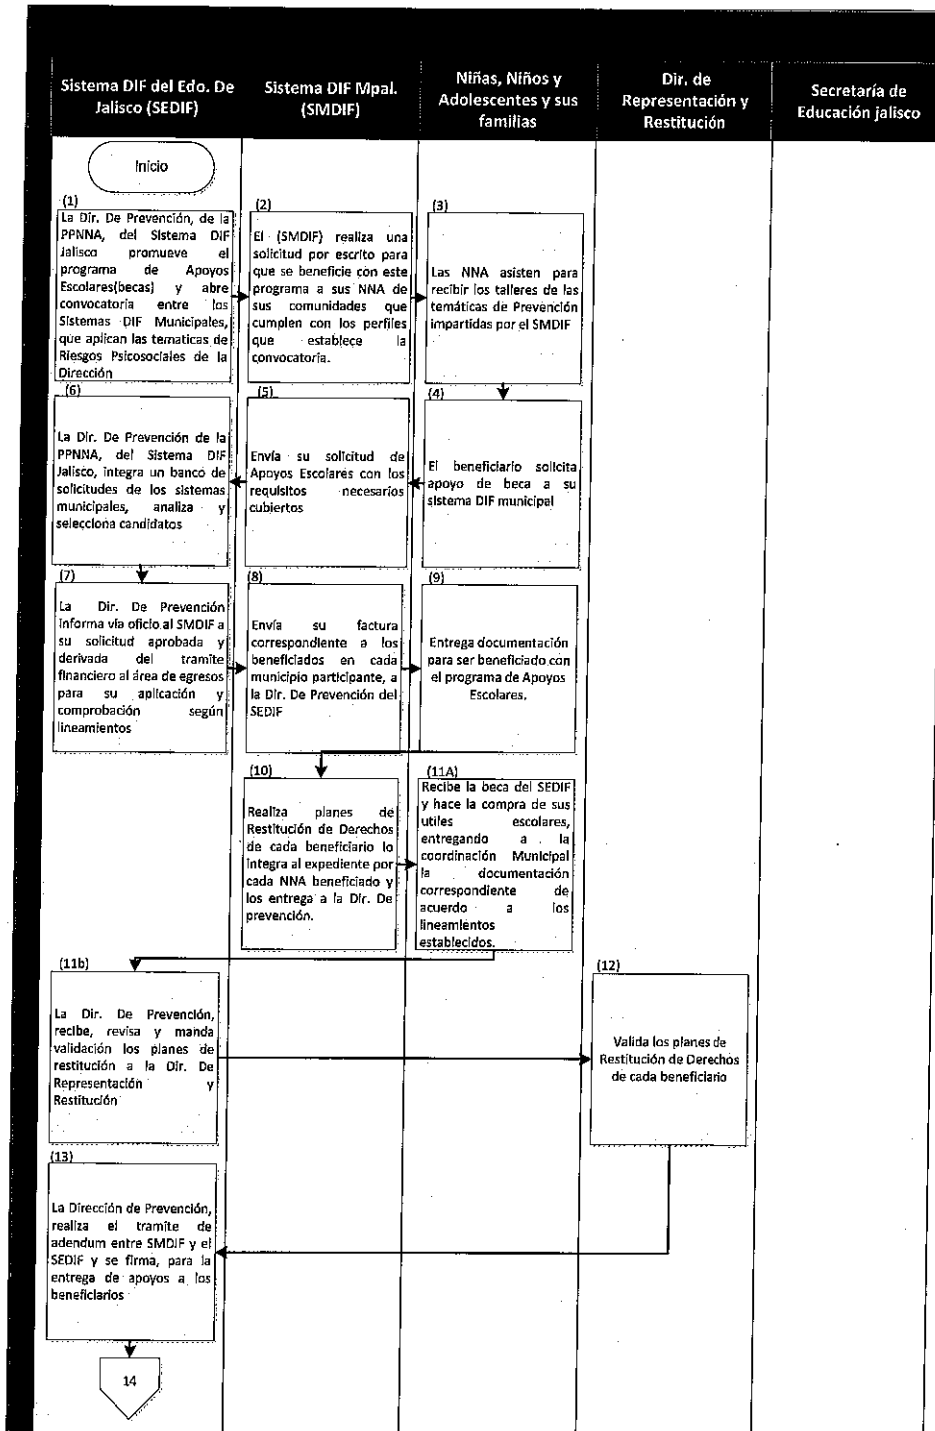 Sistema DIF del Edo. De
Jalisco (SEDIF)
Sistema DIF Mpal.
(SMDIF)
Niñas, Niños y
Adolescentes y sus
familias
Dir. de
Representación y
Restitución
Secretaría de
Educación jalisco
Inicio
(1)
La Dir. De Prevención, de la
PPNNA, del Sistema DIF
Jalisco promueve el
programa de Apoyos
Escolares(becas) y abre
convocatoria entre los
Sistemas DIF Municipales,
que aplican las tematicas de
Riesgos Psicosociales de la
Dirección
(2)
El (SMDIF) realiza una
solicitud por escrito para
que se beneficie con este
programa a sus NNA de
sus comunidades que
cumplen con los perfiles
que establece la
convocatoria.
(3)
Las NNA asisten para
recibir los talleres de las
temáticas de Prevención
impartidas por el SMDIF
(4)
El beneficiario solicita
apoyo de beca a su
sistema DIF municipal
(5)
Envía su solicitud de
Apoyos Escolares con los
requisitos necesarios
cubiertos
(6)
La Dir. De Prevención de la
PPNNA, del Sistema DIF
Jalisco, integra un banco de
solicitudes de los sistemas
municipales, analiza y
selecciona candidatos
(7)
La Dir. De Prevención
informa vía oficio al SMDIF a
su solicitud aprobada y
derivada del tramite
financiero al área de egresos
para su aplicación y
comprobación según
lineamientos
(8)
Envía su factura
correspondiente a los
beneficiados en cada
municipio participante, a
la Dir. De Prevención del
SEDIF
(9)
Entrega documentación
para ser beneficiado con
el programa de Apoyos
Escolares.
(10)
Realiza planes de
Restitución de Derechos
de cada beneficiario lo
integra al expediente por
cada NNA beneficiado y
los entrega a la Dir. De
prevención.
(11A)
Recibe la beca del SEDIF
y hace la compra de sus
utiles escolares,
entregando a la
coordinación Municipal
la documentación
correspondiente de
acuerdo a los
lineamientos
establecidos.
(11b)
La Dir. De Prevención,
recibe, revisa y manda
validación los planes de
restitución a la Dir. De
Representación y
Restitución
(12)
Valida los planes de
Restitución de Derechos
de cada beneficiario
(13)
La Dirección de Prevención,
realiza el tramite de
adendum entre SMDIF y el
SEDIF y se firma, para la
entrega de apoyos a los
beneficiarios
14